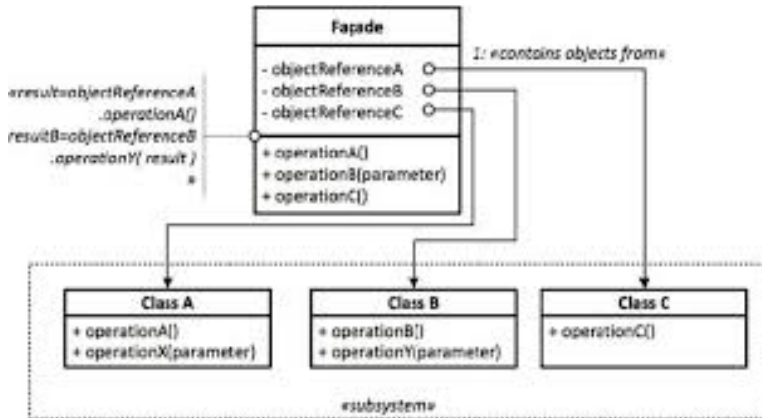 Façade
- objectReferenceA
- objectReferenceB
- objectReferenceC
+ operationA()
+ operationB(parameter)
+ operationC()
1: «contains objects from»
«result=objectReferenceA
.operationA()
resultB=objectReferenceB
.operationY( result )
»
Class A
+ operationA()
+ operationX(parameter)
Class B
+ operationB()
+ operationY(parameter)
Class C
+ operationC()
«subsystem»